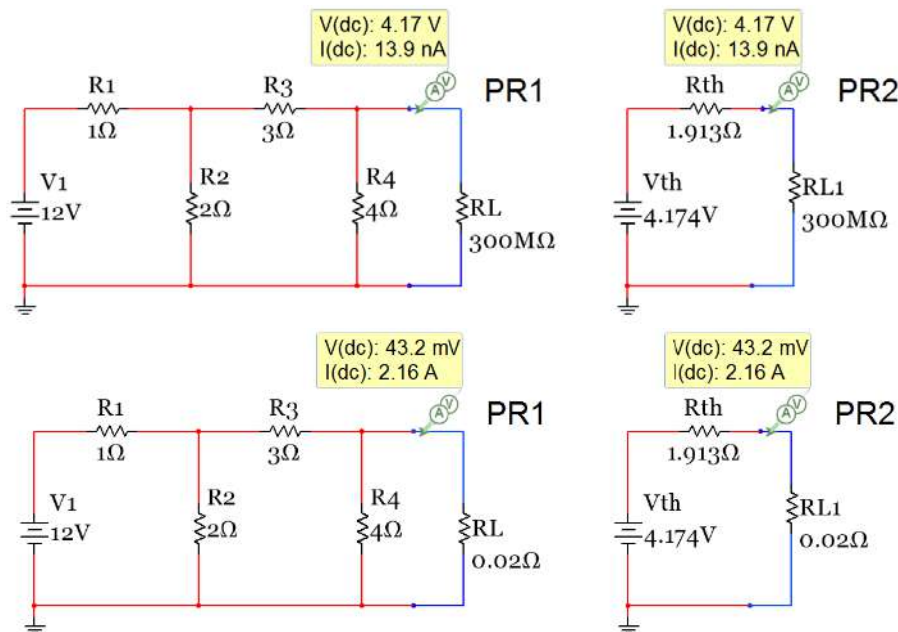 V(dc): 4.17 V
I(dc): 13.9 nA
PR1
R1
1Ω
R3
3Ω
V1
12V
R2
2Ω
R4
4Ω
RL
300MΩ
V(dc): 4.17 V
I(dc): 13.9 nA
PR2
Rth
1.913Ω
Vth
4.174V
RL1
300MΩ
V(dc): 43.2 mV
I(dc): 2.16 A
PR1
R1
1Ω
R3
3Ω
V1
12V
R2
2Ω
R4
4Ω
RL
0.02Ω
V(dc): 43.2 mV
I(dc): 2.16 A
PR2
Rth
1.913Ω
Vth
4.174V
RL1
0.02Ω
A V
A V
A V
A V